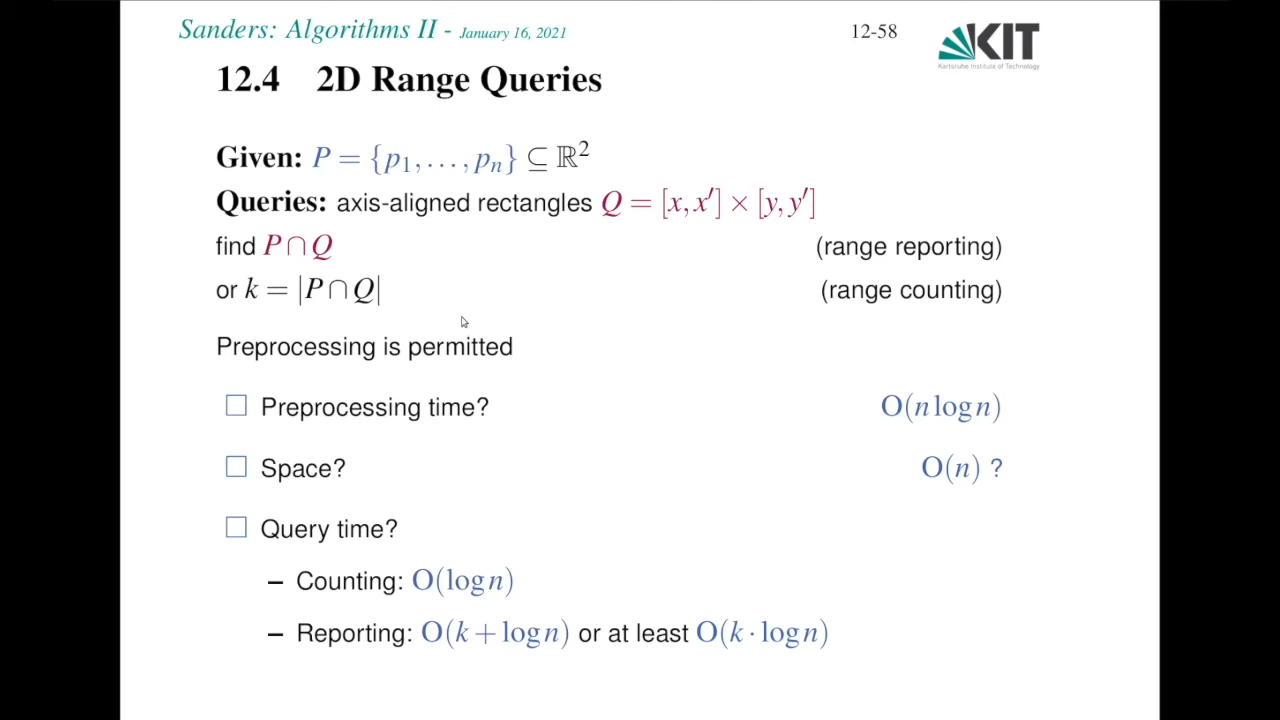 Sanders: Algorithms II - January 16, 2021
12-58
KIT
Karlsruhe Institute of Technology
12.4 2D Range Queries
Given: P = {p₁,...,pₙ} ⊆ ℝ²
Queries: axis-aligned rectangles Q = [x,x′] × [y,y′]
find P ∩ Q (range reporting)
or k = |P ∩ Q| (range counting)
Preprocessing is permitted
□ Preprocessing time? O(n log n)
□ Space? O(n) ?
□ Query time?
– Counting: O(log n)
– Reporting: O(k + log n) or at least O(k · log n)